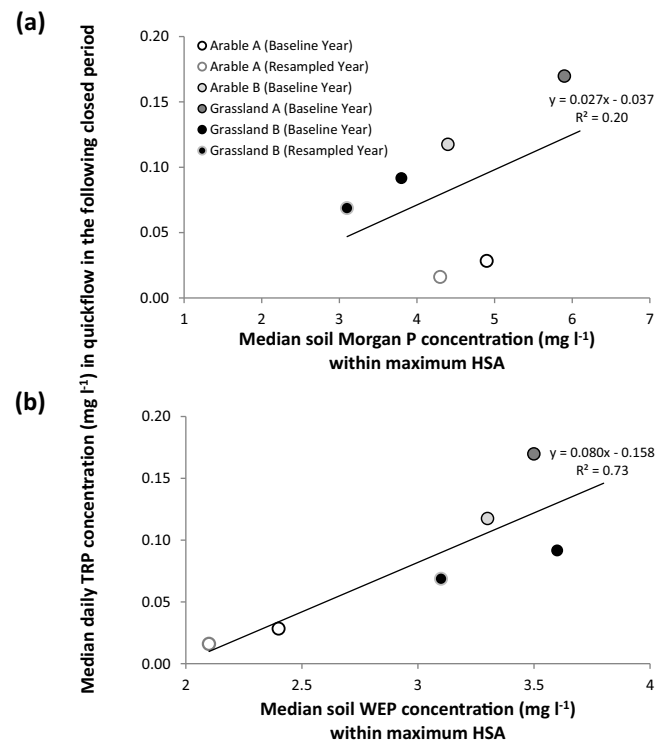 (a)
0.20
0.15
0.10
0.05
0.00
Arable A (Baseline Year)
Arable A (Resampled Year)
Arable B (Baseline Year)
Grassland A (Baseline Year)
Grassland B (Baseline Year)
Grassland B (Resampled Year)
y = 0.027x - 0.037
R² = 0.20
1 2 3 4 5 6 7
Median soil Morgan P concentration (mg l⁻¹)
within maximum HSA
Median daily TRP concentration (mg l⁻¹) in quickflow in the following closed period
(b)
0.20
0.15
0.10
0.05
0.00
y = 0.080x - 0.158
R² = 0.73
2 2.5 3 3.5 4
Median soil WEP concentration (mg l⁻¹)
within maximum HSA